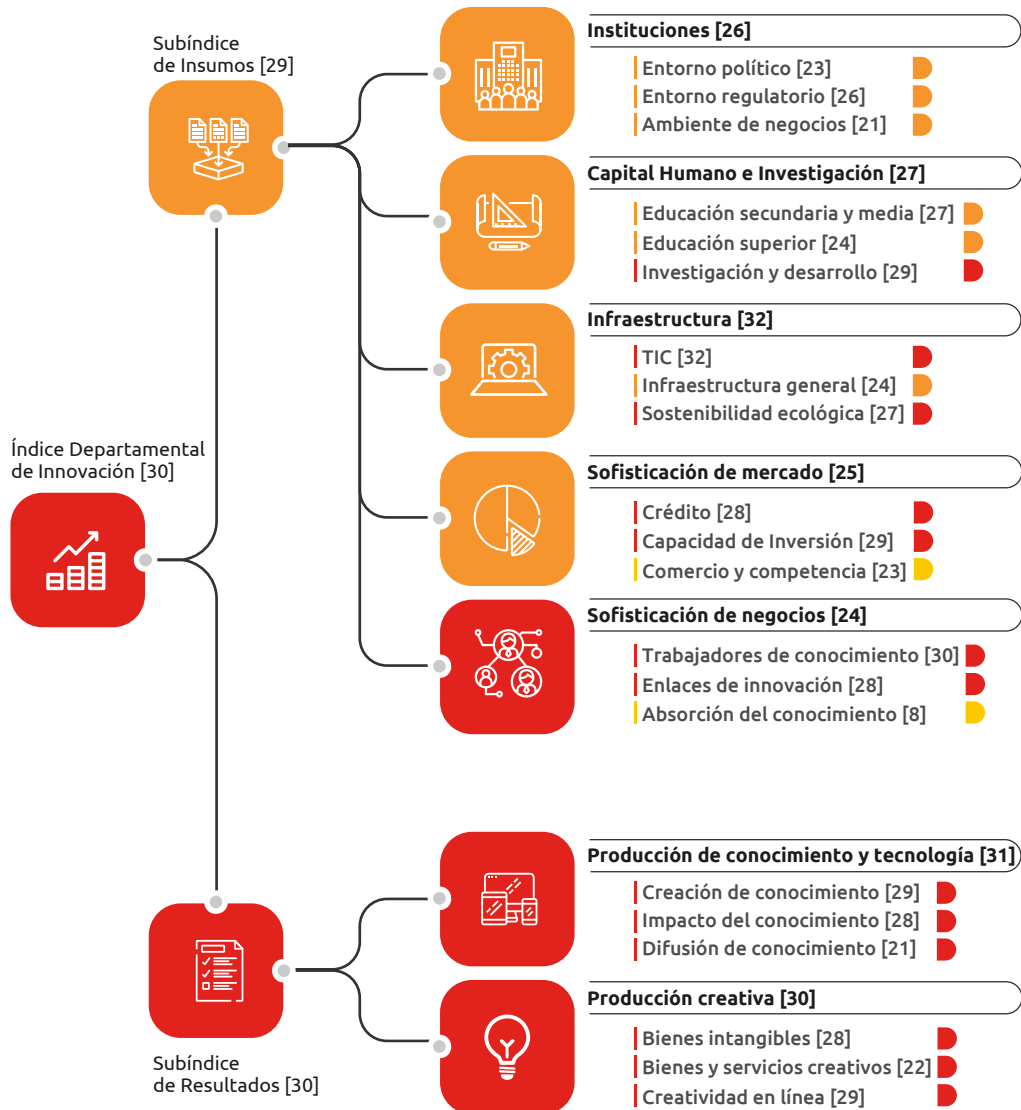 Subíndice
de Insumos [29]
Índice Departamental
de Innovación [30]
Subíndice
de Resultados [30]
Instituciones [26]
Entorno político [23]
Entorno regulatorio [26]
Ambiente de negocios [21]
Capital Humano e Investigación [27]
Educación secundaria y media [27]
Educación superior [24]
Investigación y desarrollo [29]
Infraestructura [32]
TIC [32]
Infraestructura general [24]
Sostenibilidad ecológica [27]
Sofisticación de mercado [25]
Crédito [28]
Capacidad de Inversión [29]
Comercio y competencia [23]
Sofisticación de negocios [24]
Trabajadores de conocimiento [30]
Enlaces de innovación [28]
Absorción del conocimiento [8]
Producción de conocimiento y tecnología [31]
Creación de conocimiento [29]
Impacto del conocimiento [28]
Difusión de conocimiento [21]
Producción creativa [30]
Bienes intangibles [28]
Bienes y servicios creativos [22]
Creatividad en línea [29]